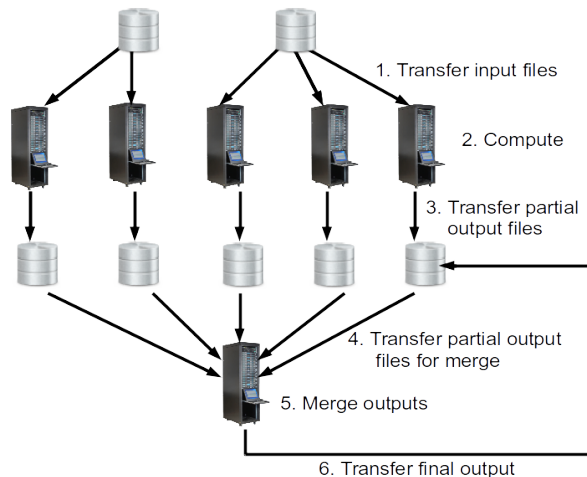 1. Transfer input files
2. Compute
3. Transfer partial
output files
4. Transfer partial output
files for merge
5. Merge outputs
6. Transfer final output